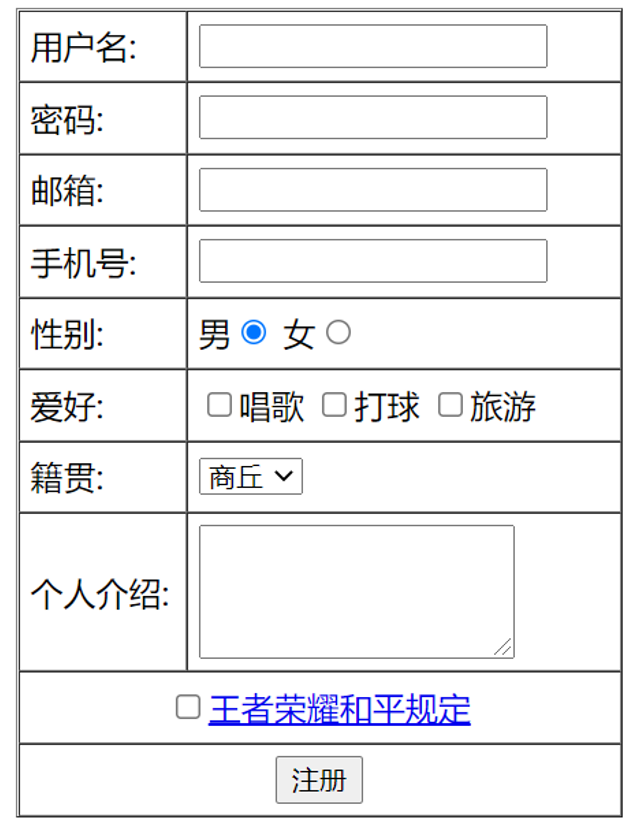 用户名:
密码:
邮箱:
手机号:
性别: 男 女
爱好: 唱歌 打球 旅游
籍贯: 商丘
个人介绍:
王者荣耀和平规定
注册